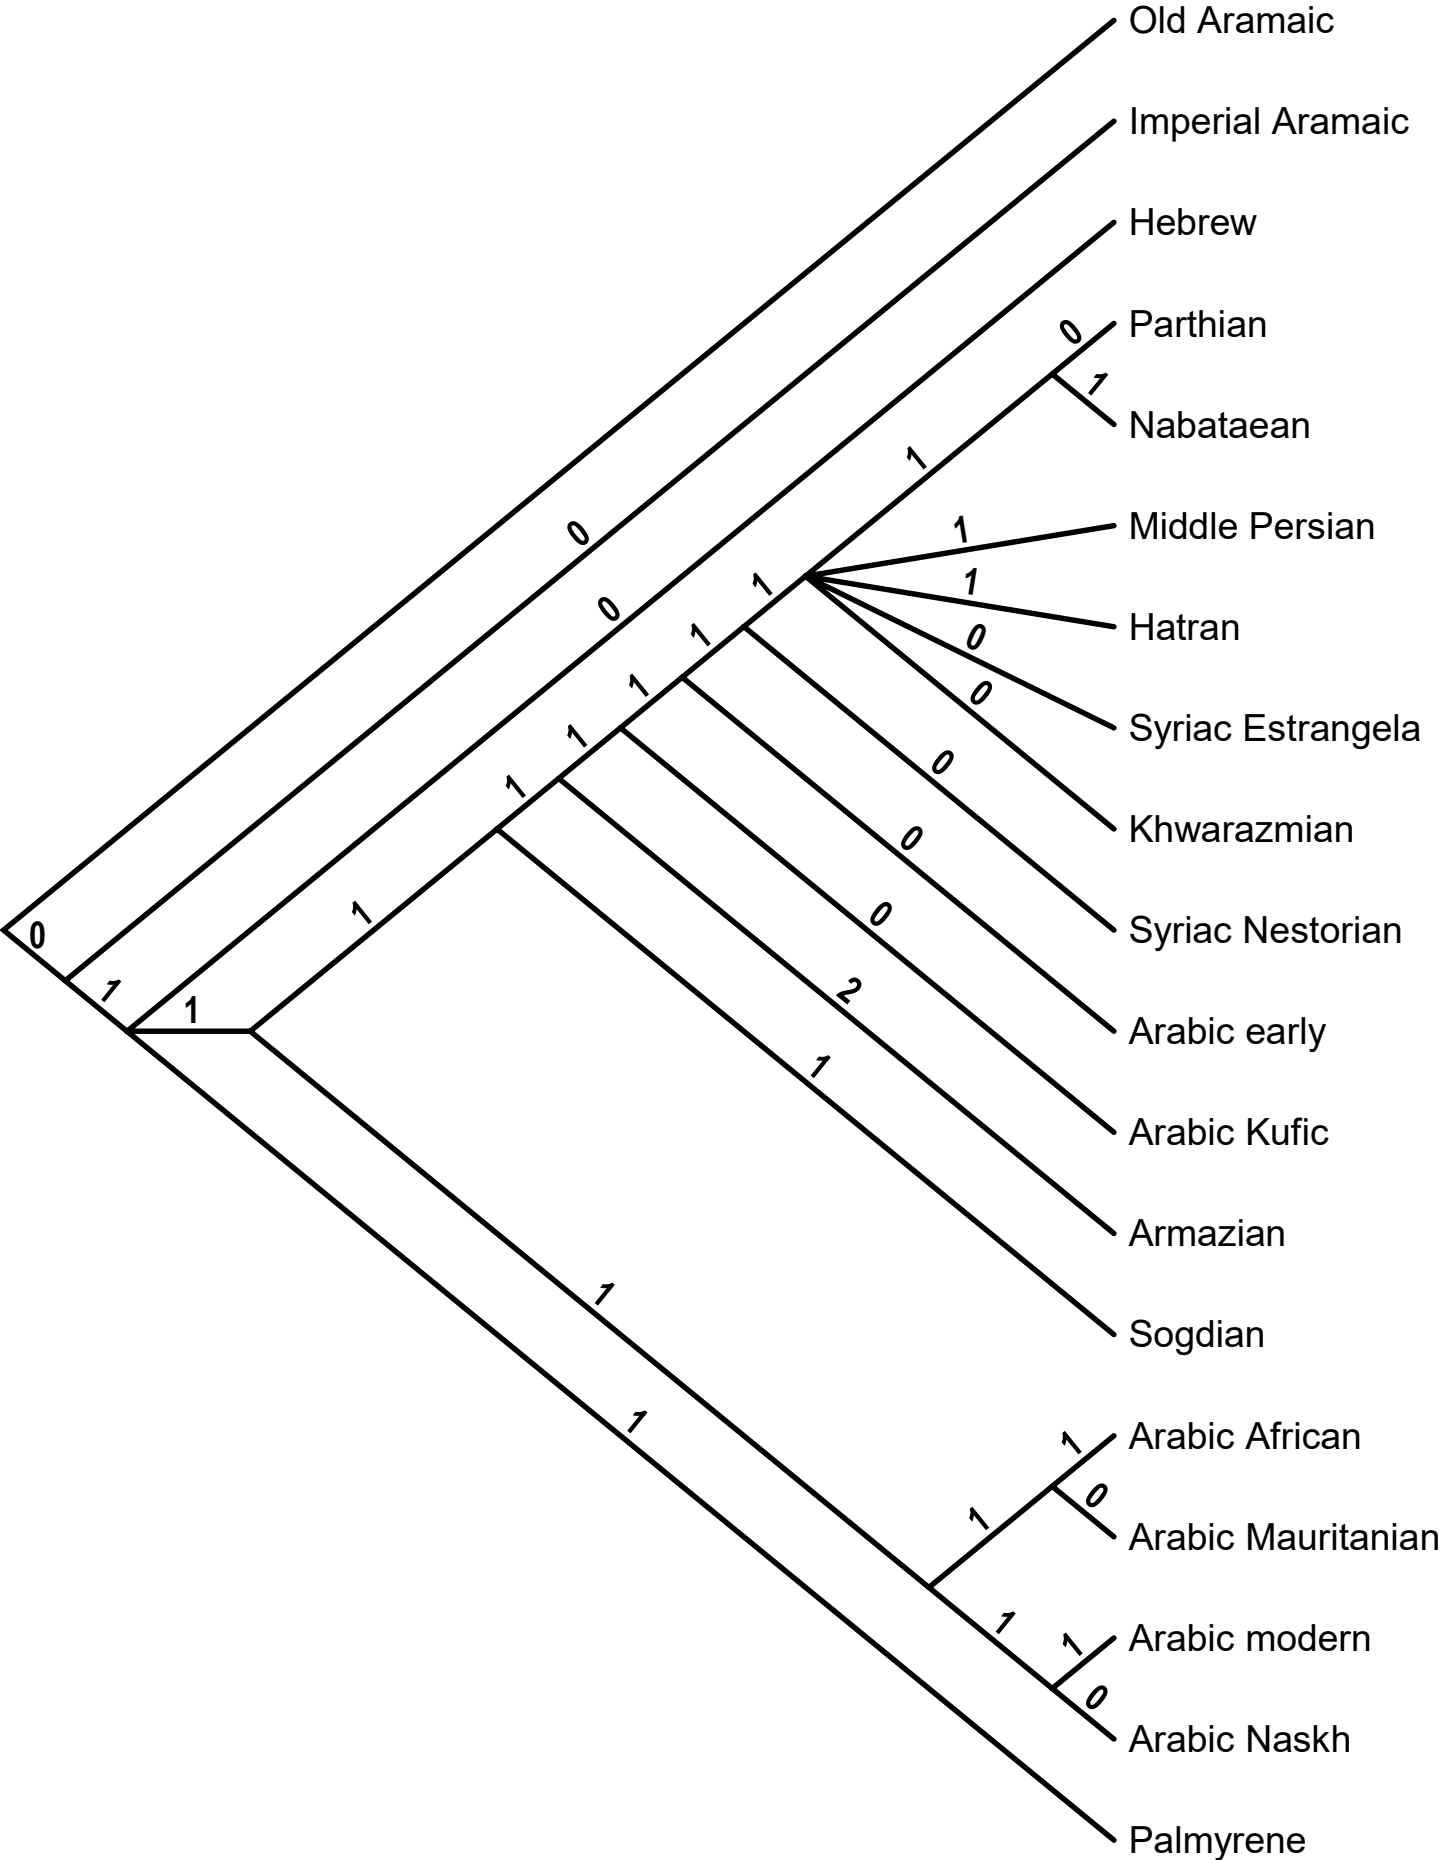 Old Aramaic
Imperial Aramaic
Hebrew
0
Parthian
1
Nabataean
1
1
Middle Persian
0
1
1
Hatran
0
0
1
Syriac Estrangela
0
1
1
0
Khwarazmian
1
0
1
0
Syriac Nestorian
0
1
2
1
Arabic early
1
Arabic Kufic
Armazian
1
Sogdian
1
1
Arabic African
0
1
Arabic Mauritanian
1
1
Arabic modern
0
Arabic Naskh
Palmyrene